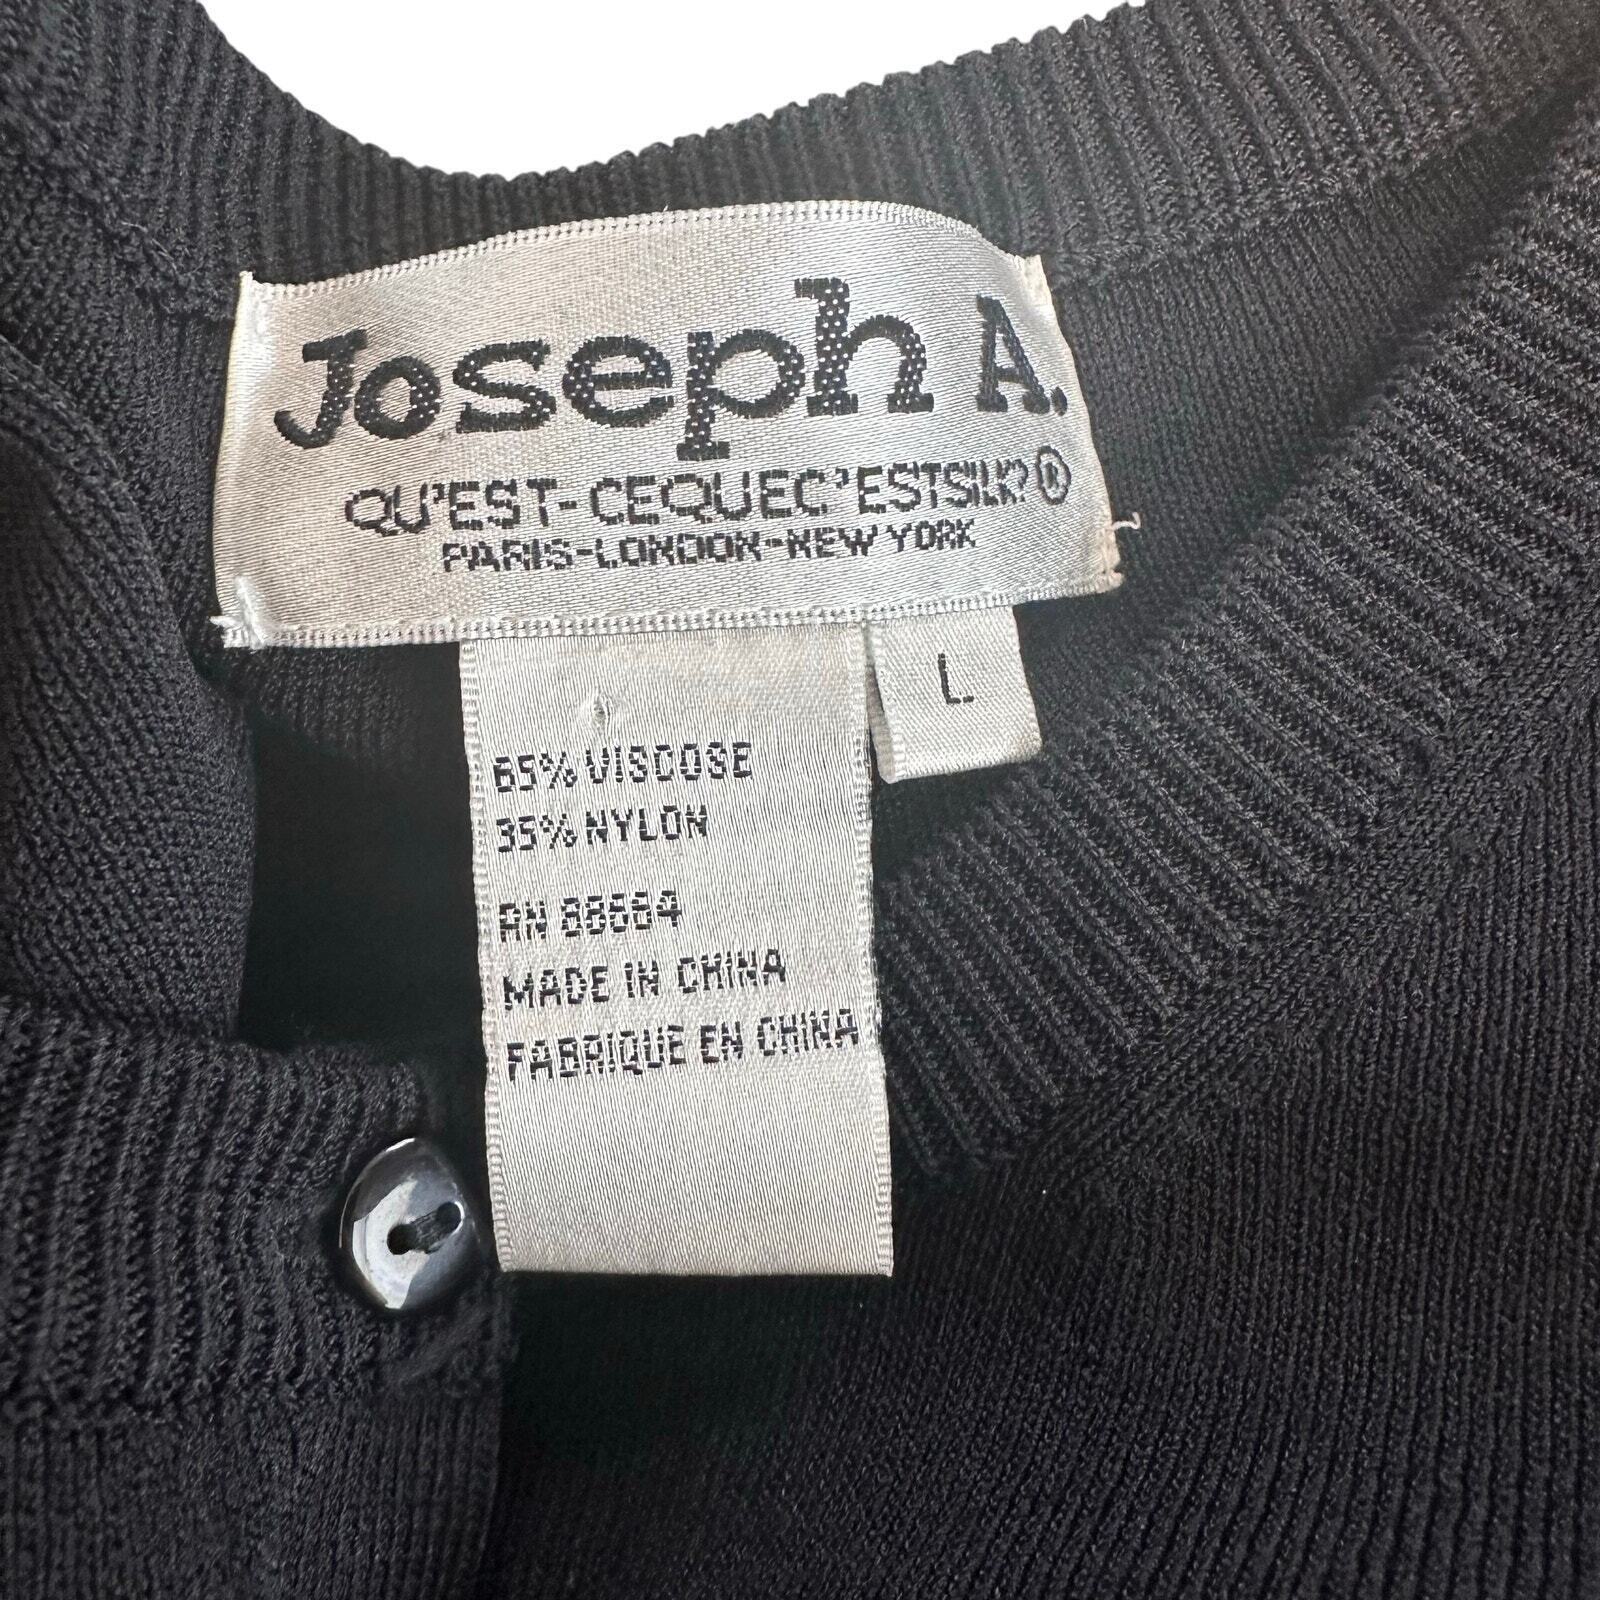 Joseph A.
QU'EST-CEQUEC'ESTSILK?®
PARIS-LONDON-NEW YORK
L
65% VISCOSE
35% NYLON
RN 88684
MADE IN CHINA
FABRIQUE EN CHINA